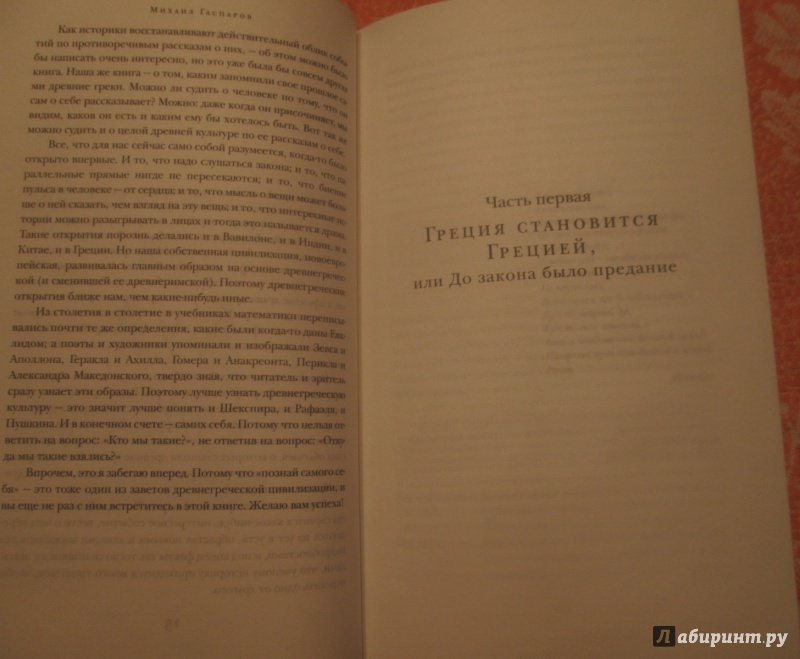 Михаил Гаспаров
Как историки восстанавливают действительный облик собы-
тий по противоречивым рассказам о них, – об этом можно было
бы написать очень интересно, но это уже была бы совсем другая
книга. Наша же книга – о том, каким запомнили свое прошлое са-
ми древние греки. Можно ли судить о человеке по тому, что он
сам о себе рассказывает? Можно: даже когда он присочиняет, мы
видим, каков он есть и каким ему бы хотелось быть. Вот так же
можно судить и о целой древней культуре по ее рассказам о себе.
Все, что для нас сейчас само собой разумеется, когда-то было
открыто впервые. И то, что надо слушаться закона; и то, что па-
раллельные прямые нигде не пересекаются; и то, что биение
пульса в человеке – от сердца; и то, что мысль о вещи может боль-
ше о ней сказать, чем взгляд на эту вещь; и то, что интересные ис-
тории можно разыгрывать в лицах и тогда это называется драма.
Такие открытия порознь делались и в Вавилоне, и в Индии, и в
Китае, и в Греции. Но наша собственная цивилизация, новоевро-
пейская, развивалась главным образом на основе древнегречес-
кой (и сменившей ее древнеримской). Поэтому древнегреческие
открытия ближе нам, чем какие-нибудь иные.
Из столетия в столетие в учебниках математики переписы-
вались почти те же определения, какие были когда-то даны Евк-
лидом; а поэты и художники упоминали и изображали Зевса и
Аполлона, Геракла и Ахилла, Гомера и Анакреонта, Перикла и
Александра Македонского, твердо зная, что читатель и зритель
сразу узнает эти образы. Поэтому лучше узнать древнегреческую
культуру – это значит лучше понять и Шекспира, и Рафаэля, и
Пушкина. И в конечном счете – самих себя. Потому что нельзя от-
ветить на вопрос: «Кто мы такие?», не ответив на вопрос: «Отку-
да мы такие взялись?»
Впрочем, это я забегаю вперед. Потому что «познай самого се-
бя» – это тоже один из заветов древнегреческой цивилизации, и
вы еще не раз с ним встретитесь в этой книге. Желаю вам успеха!
Часть первая
Греция становится
Грецией,
или До закона было предание
Лабиринт.ру